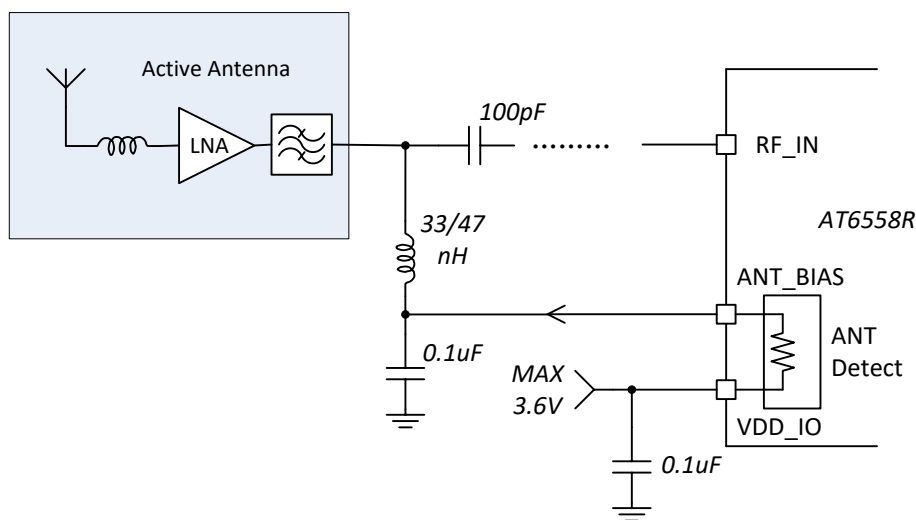 Active Antenna
LNA
100pF
RF_IN
AT6558R
33/47
nH
ANT_BIAS
ANT
Detect
0.1uF
MAX
3.6V
VDD_IO
0.1uF